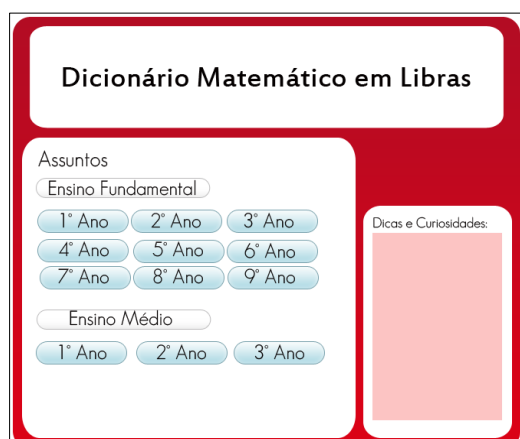 Dicionário Matemático em Libras
Assuntos
Ensino Fundamental
1° Ano 2° Ano 3° Ano
4° Ano 5° Ano 6° Ano
7° Ano 8° Ano 9° Ano
Ensino Médio
1° Ano 2° Ano 3° Ano
Dicas e Curiosidades: